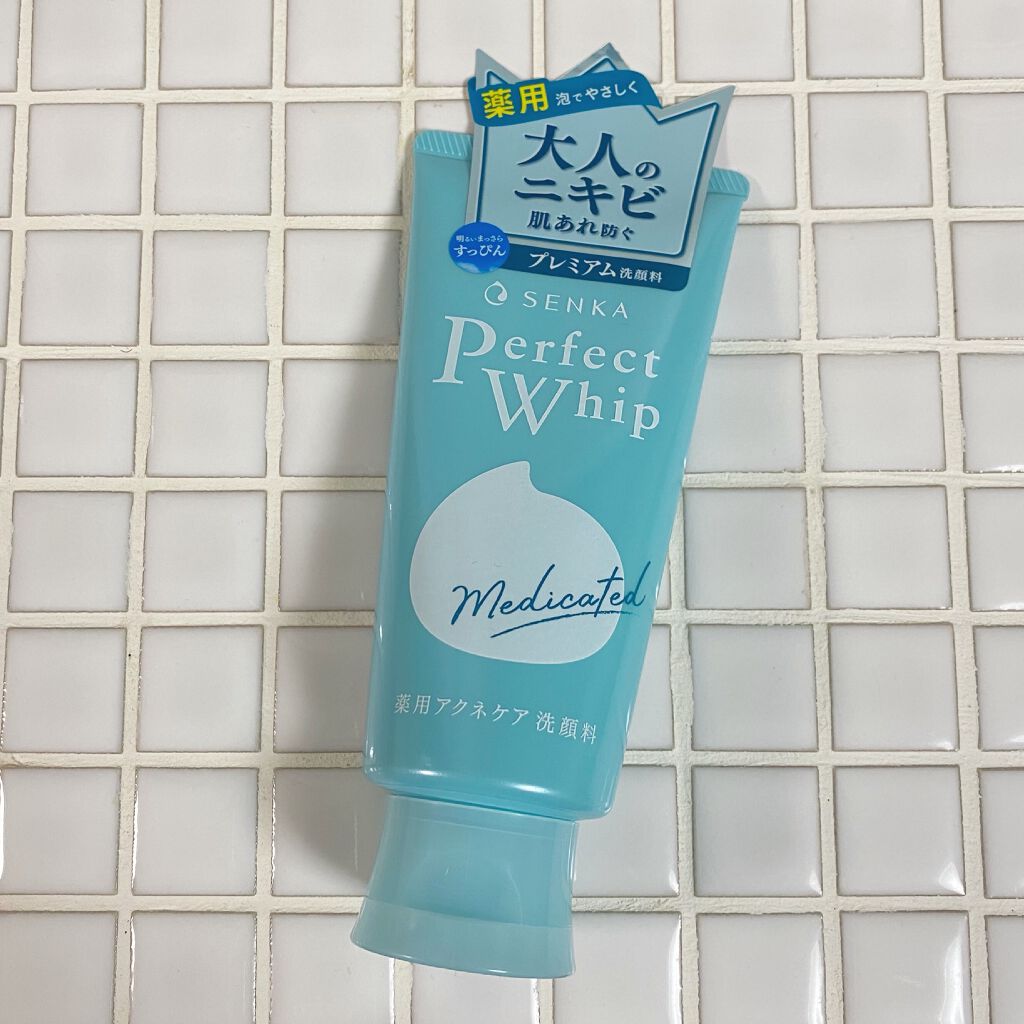 薬用 泡でやさしく
大人の
ニキビ
肌あれ防ぐ
明るいまっさら
すっぴん
プレミアム洗顔料
SENKA
Perfect
Whip
Medicated
薬用アクネケア 洗顔料